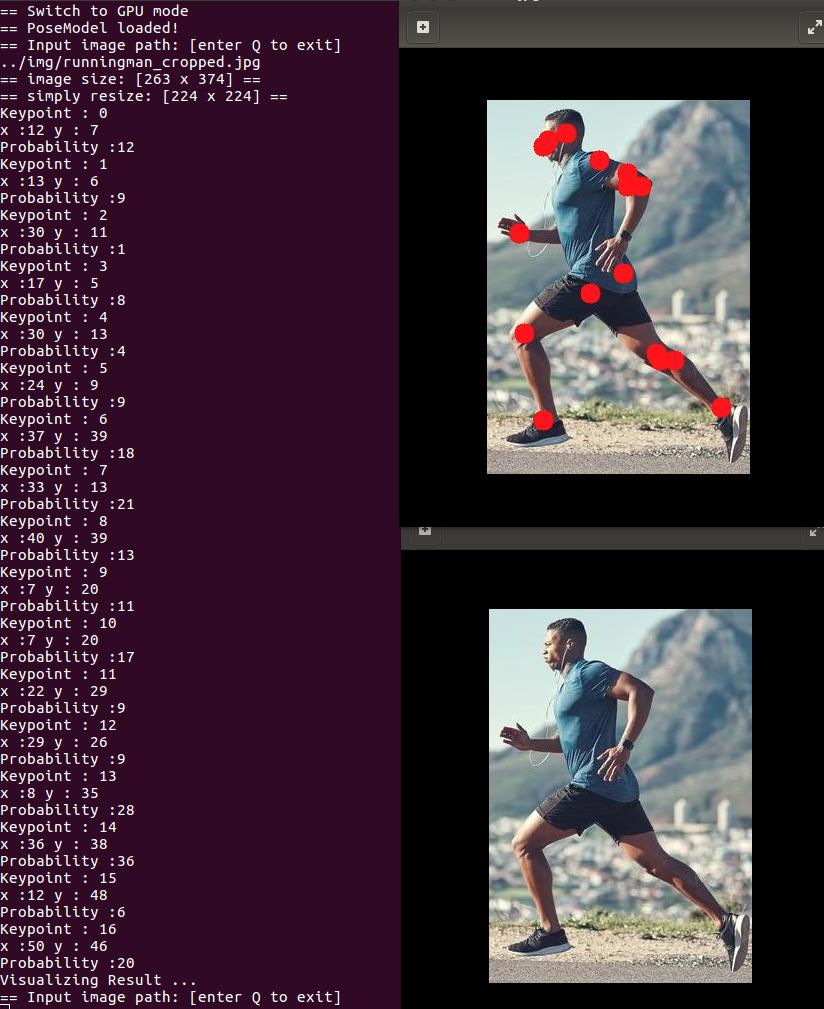 == Switch to GPU mode
== PoseModel loaded!
== Input image path: [enter Q to exit]
../img/runningman_cropped.jpg
== image size: [263 x 374] ==
== simply resize: [224 x 224] ==
Keypoint : 0
x :12 y : 7
Probability :12
Keypoint : 1
x :13 y : 6
Probability :9
Keypoint : 2
x :30 y : 11
Probability :1
Keypoint : 3
x :17 y : 5
Probability :8
Keypoint : 4
x :30 y : 13
Probability :4
Keypoint : 5
x :24 y : 9
Probability :9
Keypoint : 6
x :37 y : 39
Probability :18
Keypoint : 7
x :33 y : 13
Probability :21
Keypoint : 8
x :40 y : 39
Probability :13
Keypoint : 9
x :7 y : 20
Probability :11
Keypoint : 10
x :7 y : 20
Probability :17
Keypoint : 11
x :22 y : 29
Probability :9
Keypoint : 12
x :29 y : 26
Probability :9
Keypoint : 13
x :8 y : 35
Probability :28
Keypoint : 14
x :36 y : 38
Probability :36
Keypoint : 15
x :12 y : 48
Probability :6
Keypoint : 16
x :50 y : 46
Probability :20
Visualizing Result ...
== Input image path: [enter Q to exit]